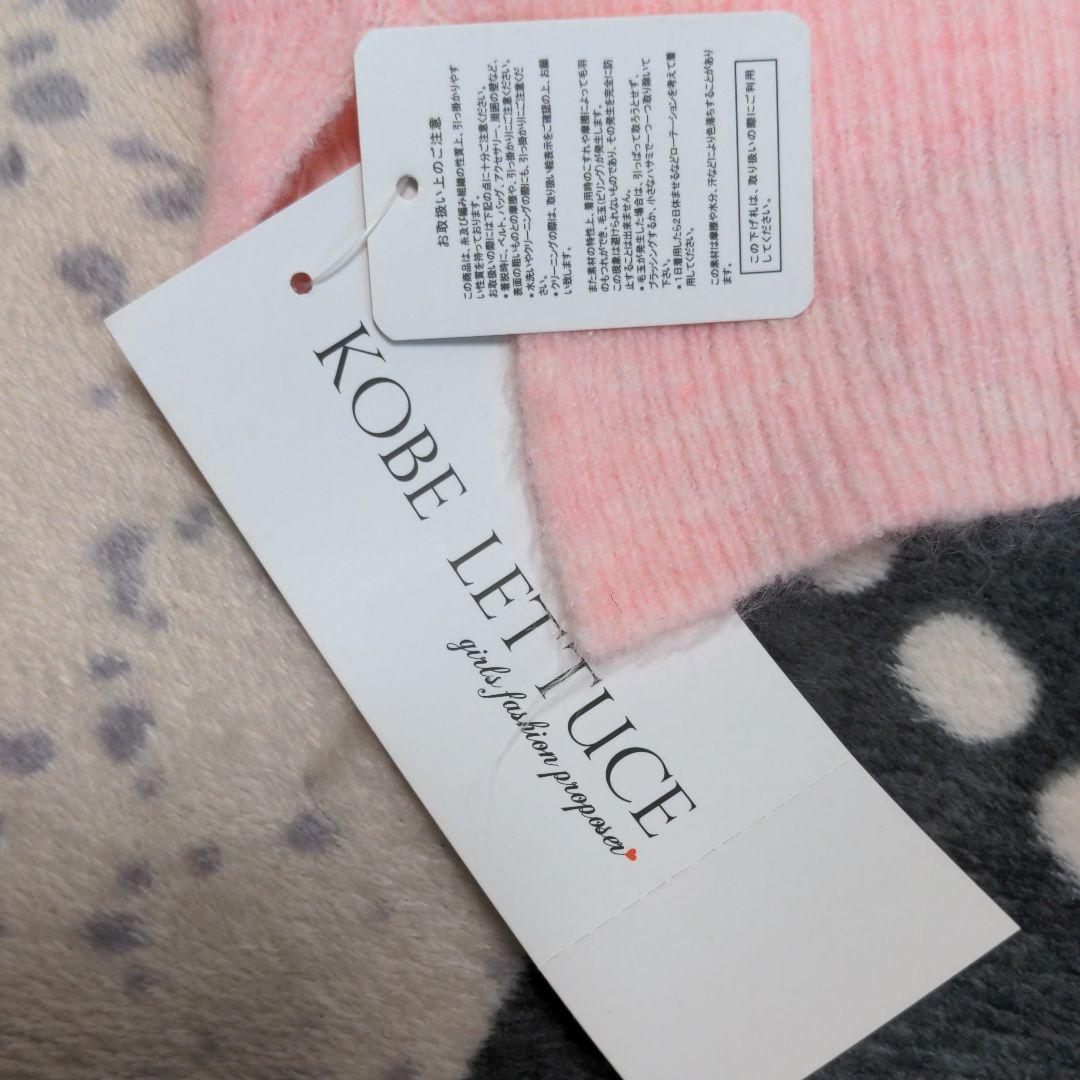 お取扱い上のご注意
この商品は、糸及び編み組織の性質上、引っ掛かりやす
い性質を持っております。
お取扱いの際には下記の点に十分ご注意ください。
・着脱時に、ベルト、バッグ、アクセサリー、周囲の壁など、
表面の粗いものとの摩擦や、引っ掛かりにご注意ください。
・水洗いやクリーニングの際にも、引っ掛かりにご注意くだ
さい。
・クリーニングの際は、取り扱い絵表示をご確認の上、お願
い致します。
また素材の特性上、着用時のこすれや摩擦によって毛羽
のもつれができ、毛玉(ピリング)が発生します。
この現象は避けられないものであり、その発生を完全に防
止することは出来ません。
・毛玉が発生した場合は、引っぱって取ろうとせず、
ブラッシングするか、小さなハサミで一つ一つ取り除いて
下さい。
・1日着用したら2日休ませるなどローテーションを考えて着
用してください。
この素材は摩擦や水分、汗などにより色落ちすることがあり
ます。
この下げ札は、取り扱いの際にご利用
してください。
KOBE LETTUCE
girls fashion proposer